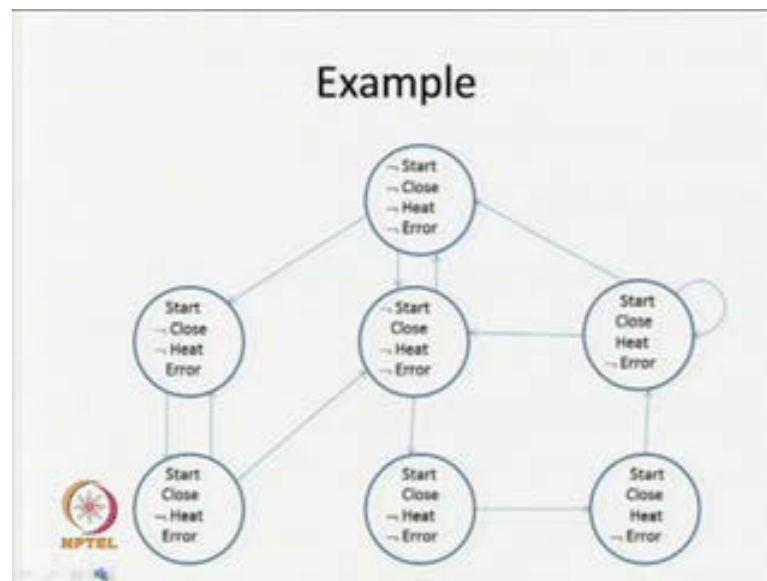 Example
¬ Start
¬ Close
¬ Heat
¬ Error
Start
¬ Close
¬ Heat
Error
¬ Start
Close
¬ Heat
¬ Error
Start
Close
Heat
¬ Error
Start
Close
¬ Heat
Error
Start
Close
¬ Heat
¬ Error
Start
Close
Heat
¬ Error
NPTEL